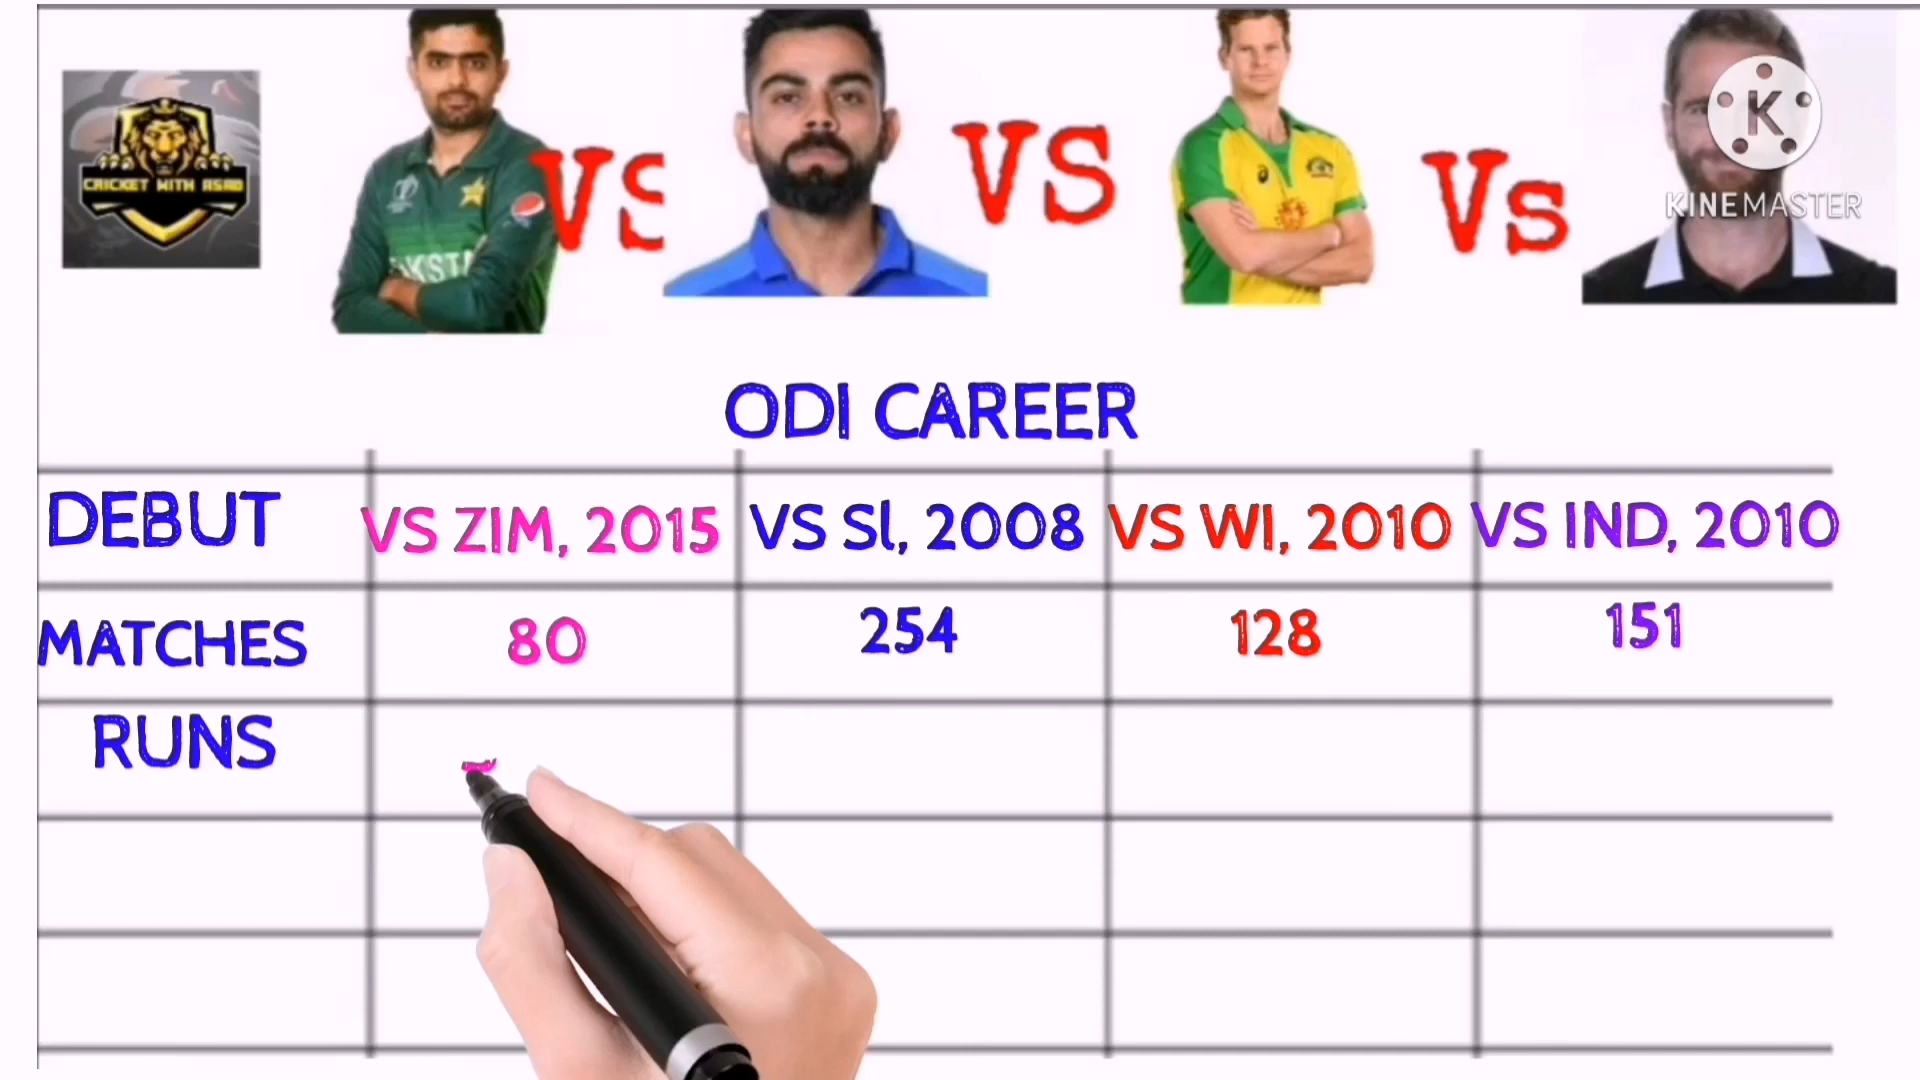 CRICKET WITH ASAD
VS
VS
Vs
K
KINEMASTER
ODI CAREER
DEBUT VS ZIM, 2015 VS Sl, 2008 VS WI, 2010 VS IND, 2010
MATCHES 80 254 128 151
RUNS